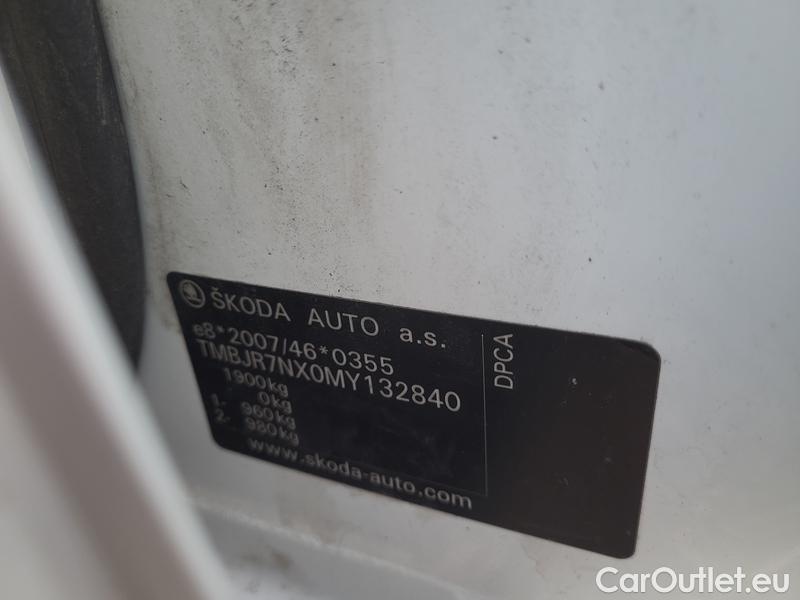 ŠKODA AUTO a.s.
e8*2007/46*0355
TMBJR7NX0MY132840
1900kg
0kg
1- 960kg
2- 980kg
www.skoda-auto.com
DPCA
CarOutlet.eu